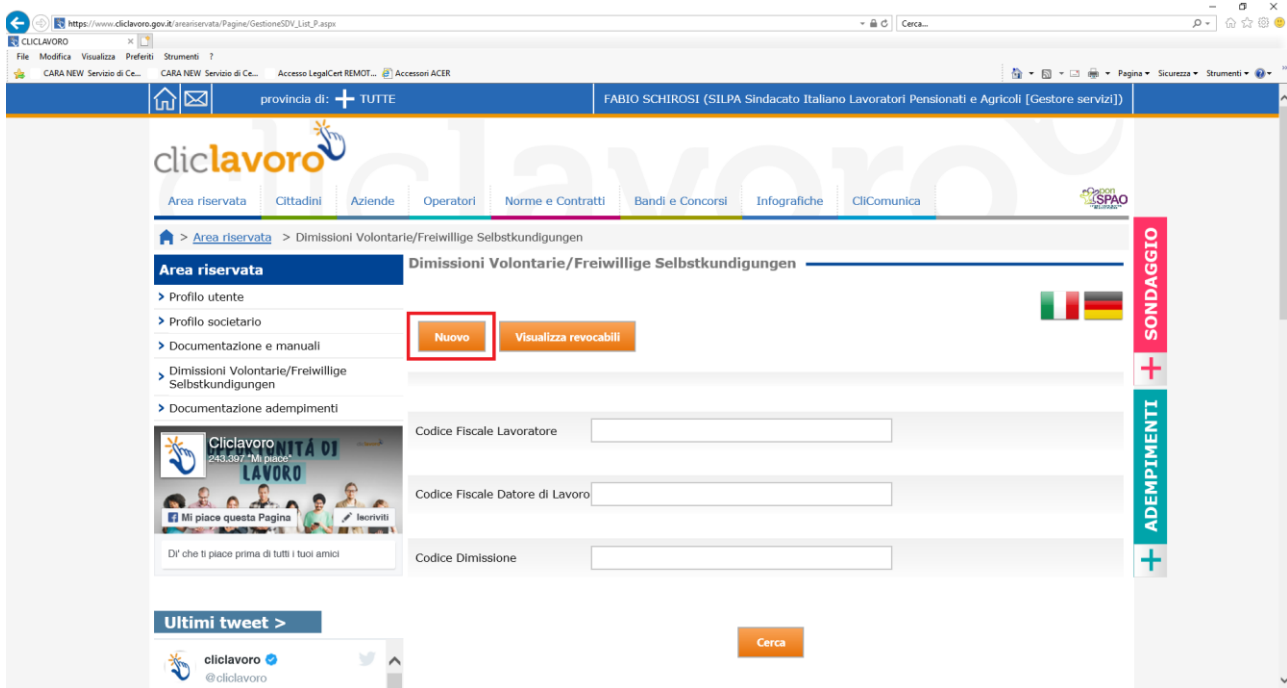 https://www.cliclavoro.gov.it/areariservata/Pagine/GestioneSDV_List_P.aspx
Cerca...
CLICLAVORO
File Modifica Visualizza Preferiti Strumenti ?
CARA NEW Servizio di Ce... CARA NEW Servizio di Ce... Accesso LegalCert REMOT... Accessori ACER
Pagina Sicurezza Strumenti
provincia di: TUTTE
FABIO SCHIROSI (SILPA Sindacato Italiano Lavoratori Pensionati e Agricoli [Gestore servizi])
cliclavoro
cliclavoro
Area riservata Cittadini Aziende Operatori Norme e Contratti Bandi e Concorsi Infografiche CliComunica
pon
SPAO
> Area riservata > Dimissioni Volontarie/Freiwillige Selbstkundigungen
Area riservata
> Profilo utente
> Profilo societario
> Documentazione e manuali
> Dimissioni Volontarie/Freiwillige
Selbstkundigungen
> Documentazione adempimenti
Dimissioni Volontarie/Freiwillige Selbstkundigungen
Nuovo
Visualizza revocabili
Codice Fiscale Lavoratore
Codice Fiscale Datore di Lavoro
Codice Dimissione
Cerca
Cliclavoro
243.397 "Mi piace"
LAVORO
Mi piace questa Pagina
Iscriviti
Di' che ti piace prima di tutti i tuoi amici
Ultimi tweet >
cliclavoro
@cliclavoro
SONDAGGIO
+
ADEMPIMENTI
+